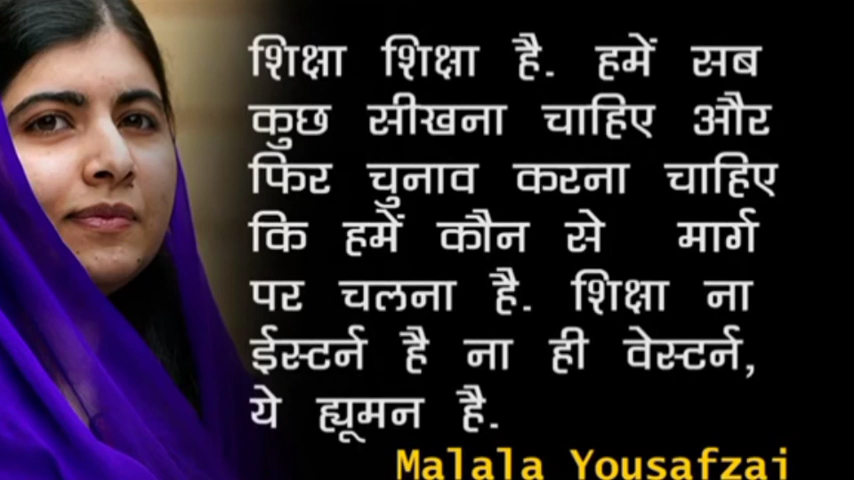 शिक्षा शिक्षा है. हमें सब
कुछ सीखना चाहिए और
फिर चुनाव करना चाहिए
कि हमें कौन से मार्ग
पर चलना है. शिक्षा ना
ईस्टर्न है ना ही वेस्टर्न,
ये ह्यूमन है.
Malala Yousafzai